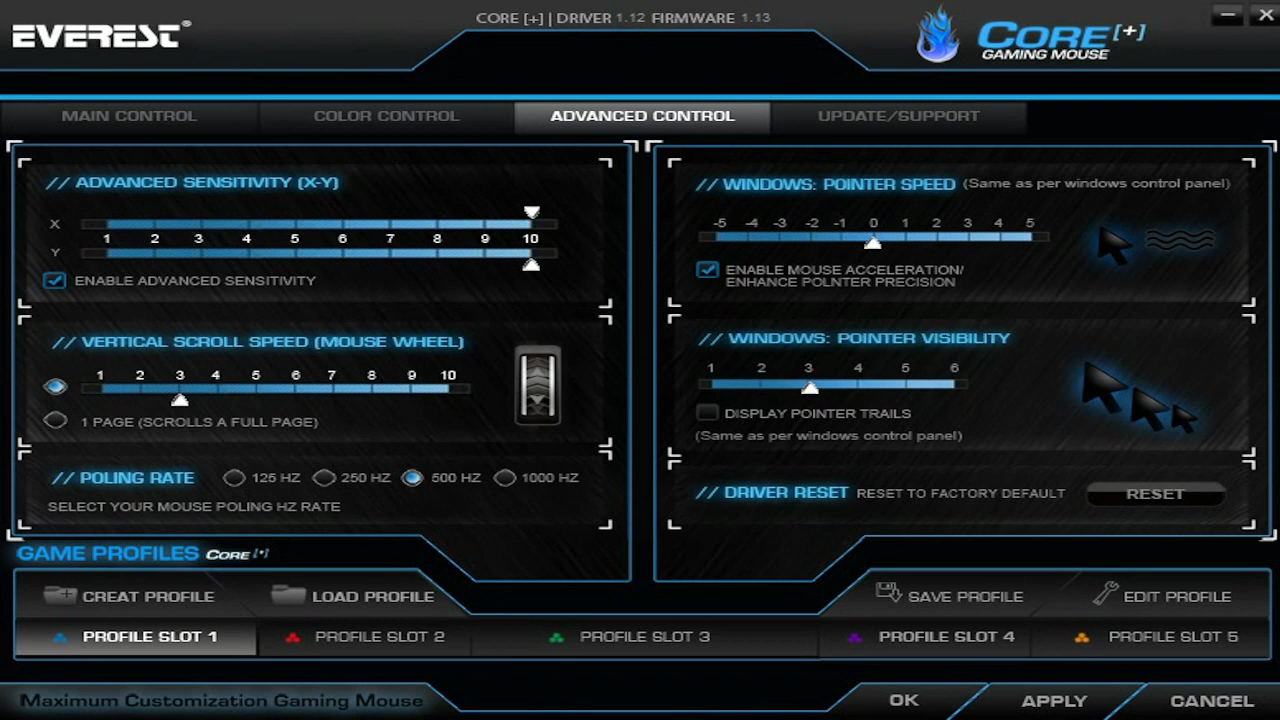 EVEREST®
CORE [+] | DRIVER 1.12 FIRMWARE 1.13
CORE [+]
GAMING MOUSE
MAIN CONTROL
COLOR CONTROL
ADVANCED CONTROL
UPDATE/SUPPORT
// ADVANCED SENSITIVITY (X-Y)
X
1 2 3 4 5 6 7 8 9 10
Y
ENABLE ADVANCED SENSITIVITY
// VERTICAL SCROLL SPEED (MOUSE WHEEL)
1 2 3 4 5 6 7 8 9 10
1 PAGE (SCROLLS A FULL PAGE)
// POLING RATE 125 HZ 250 HZ 500 HZ 1000 HZ
SELECT YOUR MOUSE POLING HZ RATE
// WINDOWS: POINTER SPEED (Same as per windows control panel)
-5 -4 -3 -2 -1 0 1 2 3 4 5
ENABLE MOUSE ACCELERATION/
ENHANCE POLNTER PRECISION
// WINDOWS: POINTER VISIBILITY
1 2 3 4 5 6
DISPLAY POINTER TRAILS
(Same as per windows control panel)
// DRIVER RESET RESET TO FACTORY DEFAULT RESET
GAME PROFILES CORE [+]
CREAT PROFILE
LOAD PROFILE
SAVE PROFILE
EDIT PROFILE
PROFILE SLOT 1
PROFILE SLOT 2
PROFILE SLOT 3
PROFILE SLOT 4
PROFILE SLOT 5
Maximum Customization Gaming Mouse
OK
APPLY
CANCEL